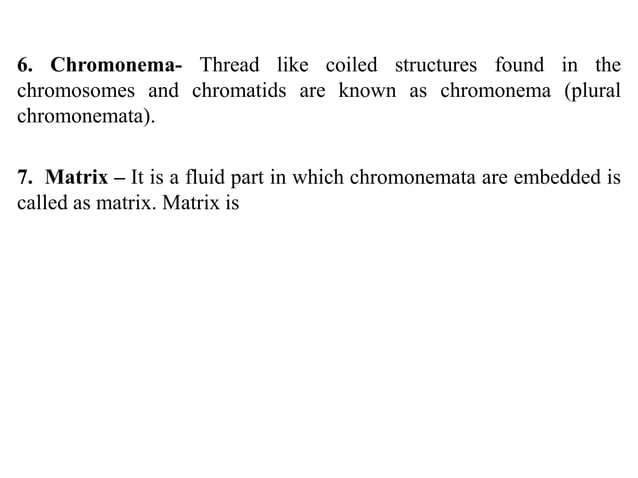 6. Chromonema- Thread like coiled structures found in the
chromosomes and chromatids are known as chromonema (plural
chromonemata).
7. Matrix – It is a fluid part in which chromonemata are embedded is
called as matrix. Matrix is